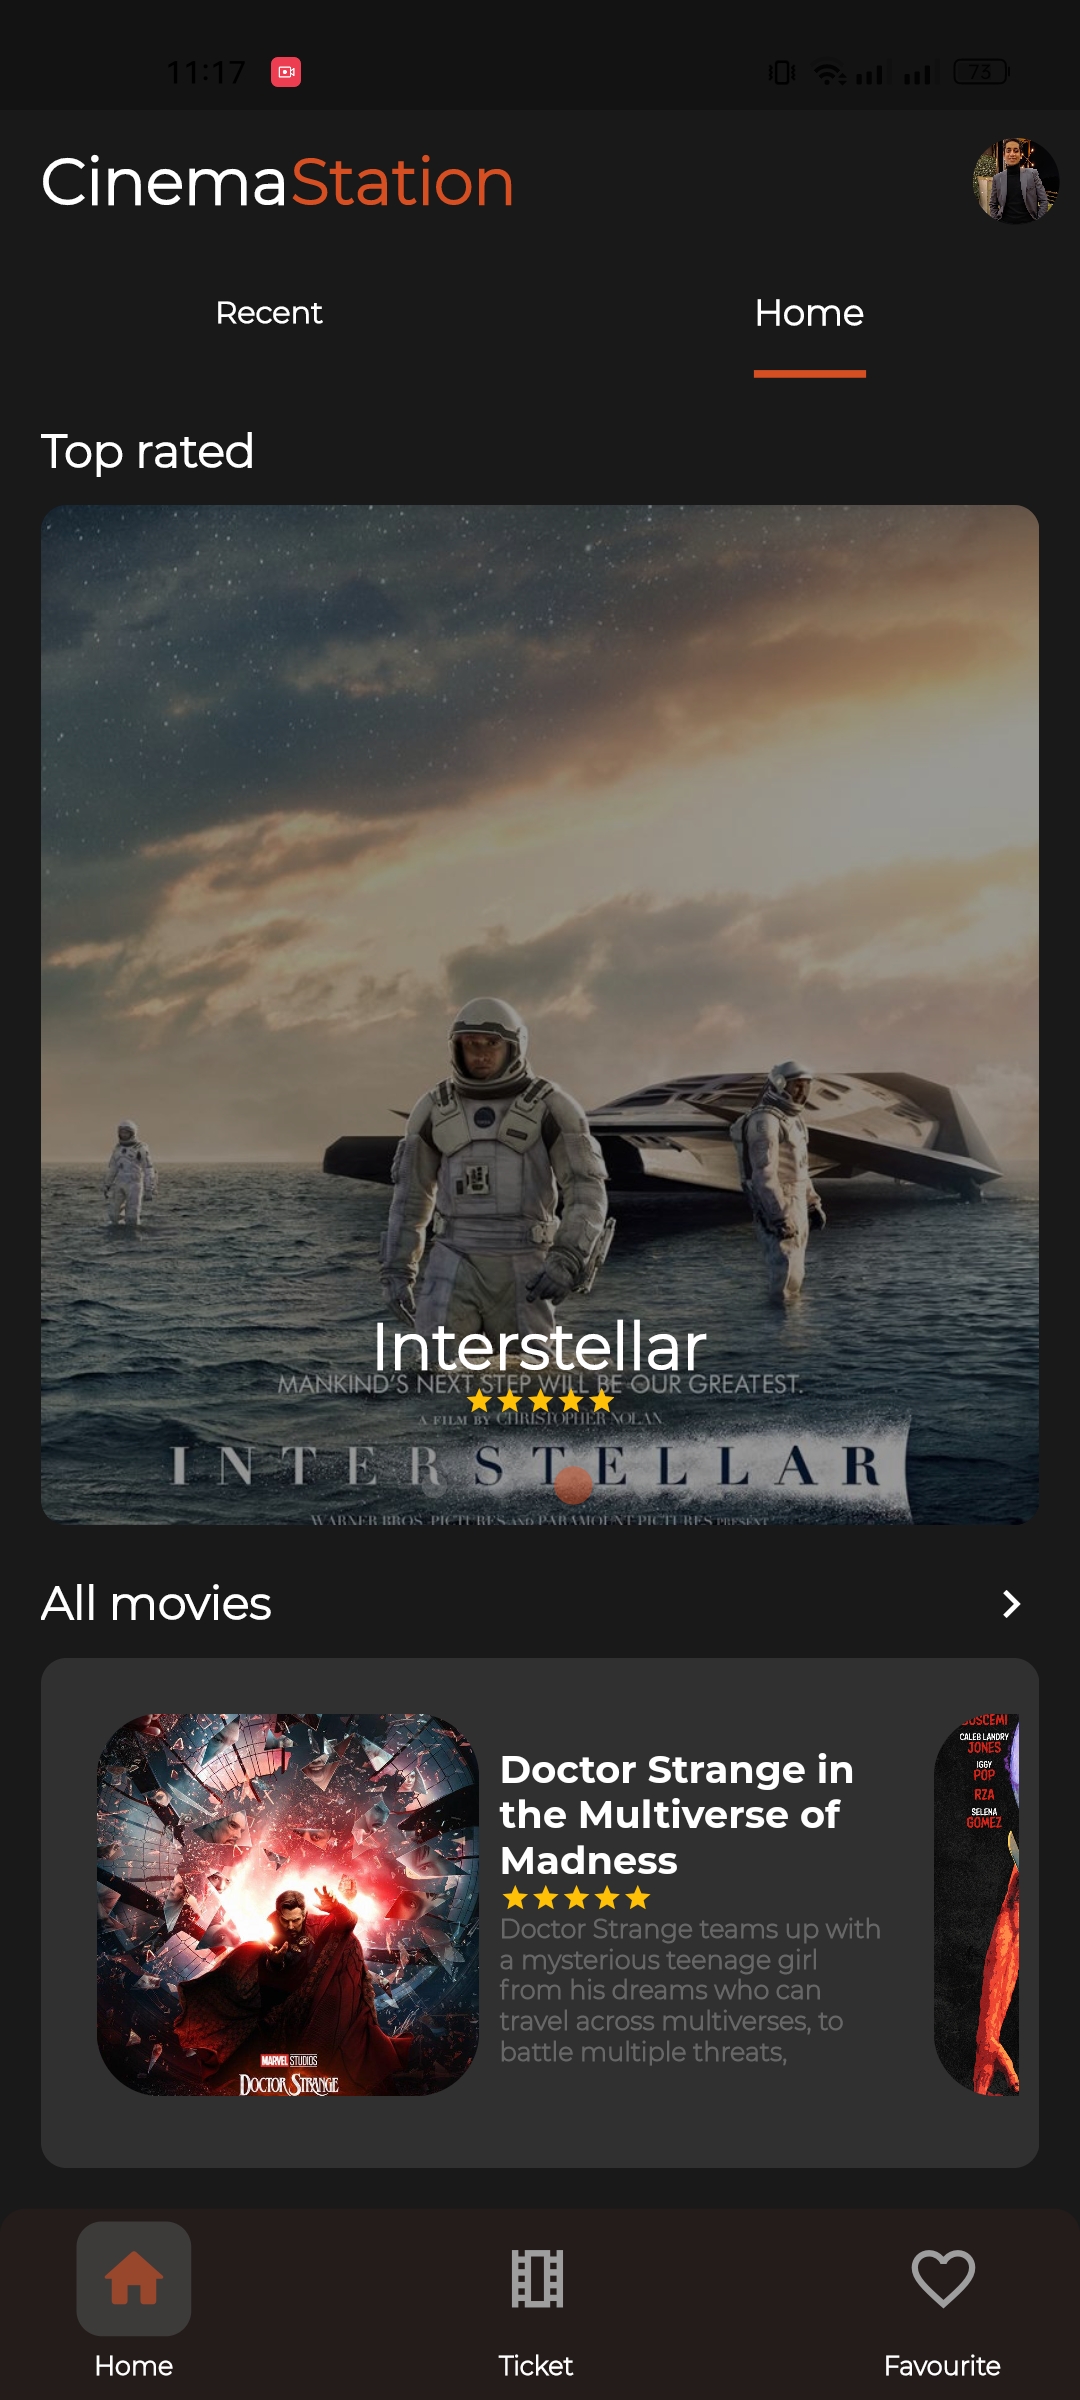 11:17
73
CinemaStation
Recent
Home
Top rated
Interstellar
MANKIND'S NEXT STEP WILL BE OUR GREATEST.
A FILM BY CHRISTOPHER NOLAN
INTERSTELLAR
WARNER BROS. PICTURES AND PARAMOUNT PICTURES PRESENT
All movies
Doctor Strange in
the Multiverse of
Madness
Doctor Strange teams up with
a mysterious teenage girl
from his dreams who can
travel across multiverses, to
battle multiple threats,
MARVEL STUDIOS
DOCTOR STRANGE
BUSCEMI
CALEB LANDRY
JONES
IGGY
POP
RZA
SELENA
GOMEZ
Home
Ticket
Favourite